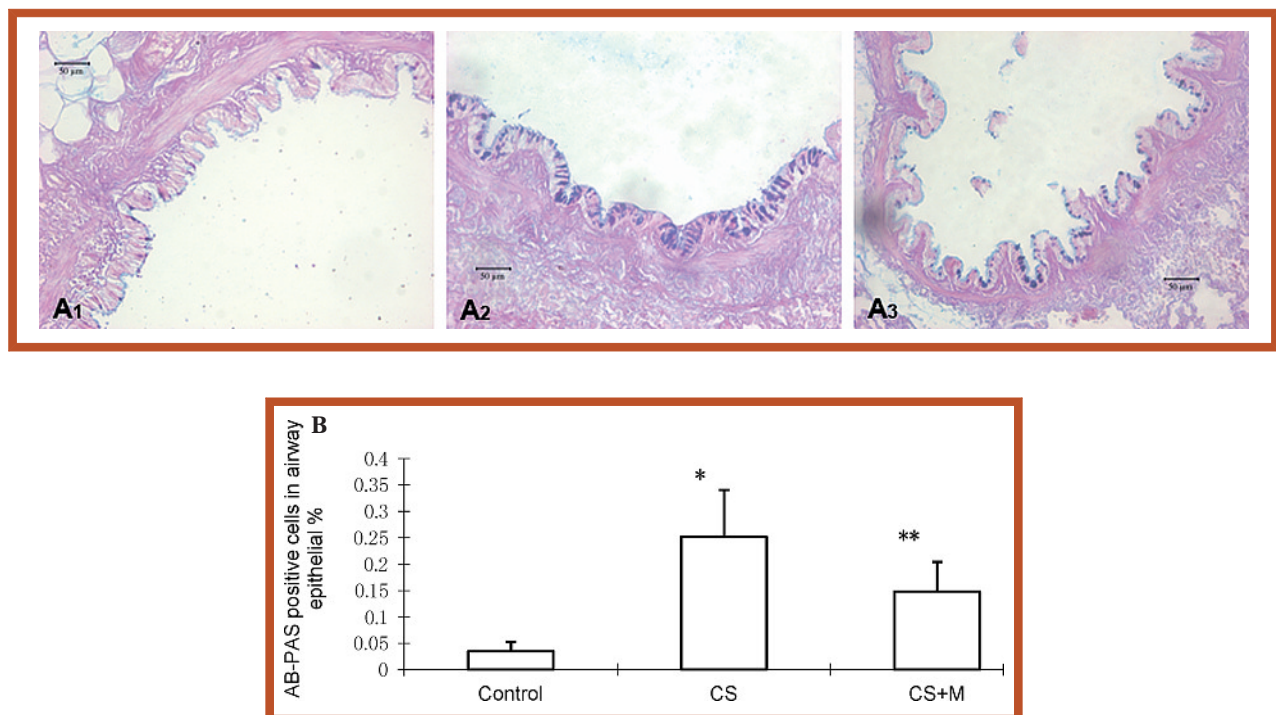 50 µm
A1
50 µm
A2
50 µm
A3
B
AB-PAS positive cells in airway
epithelial %
0.4
0.35
0.3
0.25
0.2
0.15
0.1
0.05
0
*
**
Control
CS
CS+M